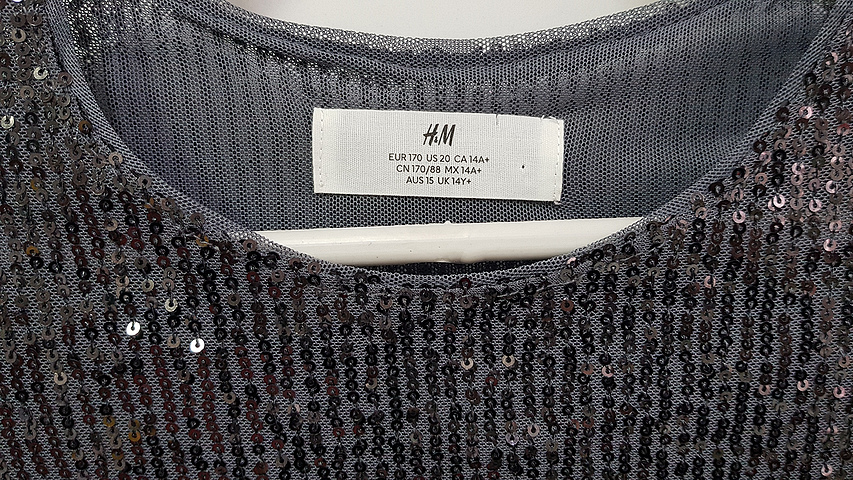 H&M
EUR 170 US 20 CA 14A+
CN 170/88 MX 14A+
AUS 15 UK 14Y+